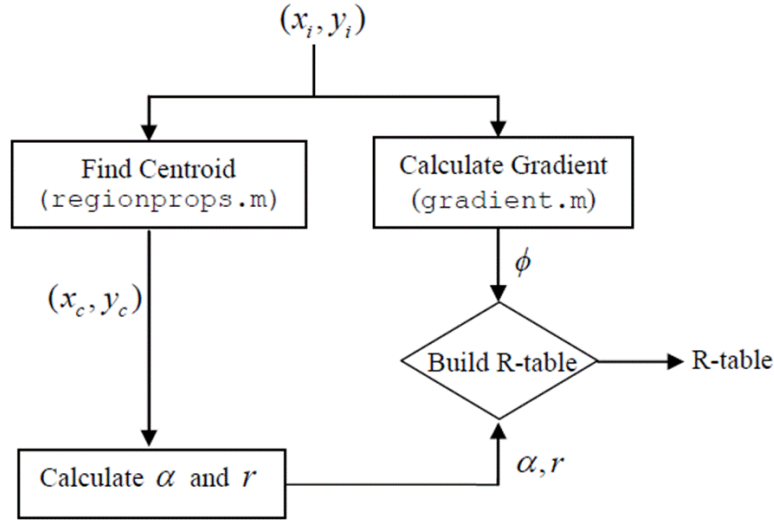 (x_i, y_i)
Find Centroid
(regionprops.m)
Calculate Gradient
(gradient.m)
ϕ
(x_c, y_c)
Build R-table
R-table
Calculate α and r
α, r